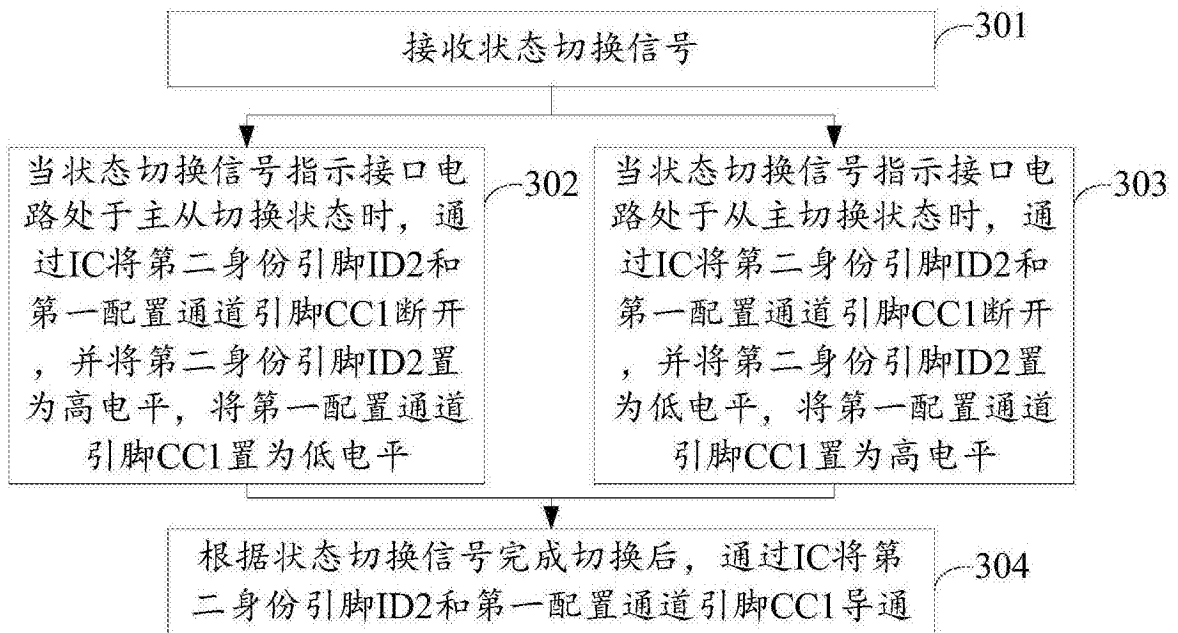 接收状态切换信号
301
当状态切换信号指示接口电
路处于主从切换状态时，通
过IC将第二身份引脚ID2和
第一配置通道引脚CC1断开
，并将第二身份引脚ID2置
为高电平，将第一配置通道
引脚CC1置为低电平
302
当状态切换信号指示接口电
路处于从主切换状态时，通
过IC将第二身份引脚ID2和
第一配置通道引脚CC1断开
，并将第二身份引脚ID2置
为低电平，将第一配置通道
引脚CC1置为高电平
303
根据状态切换信号完成切换后，通过IC将第
二身份引脚ID2和第一配置通道引脚CC1导通
304